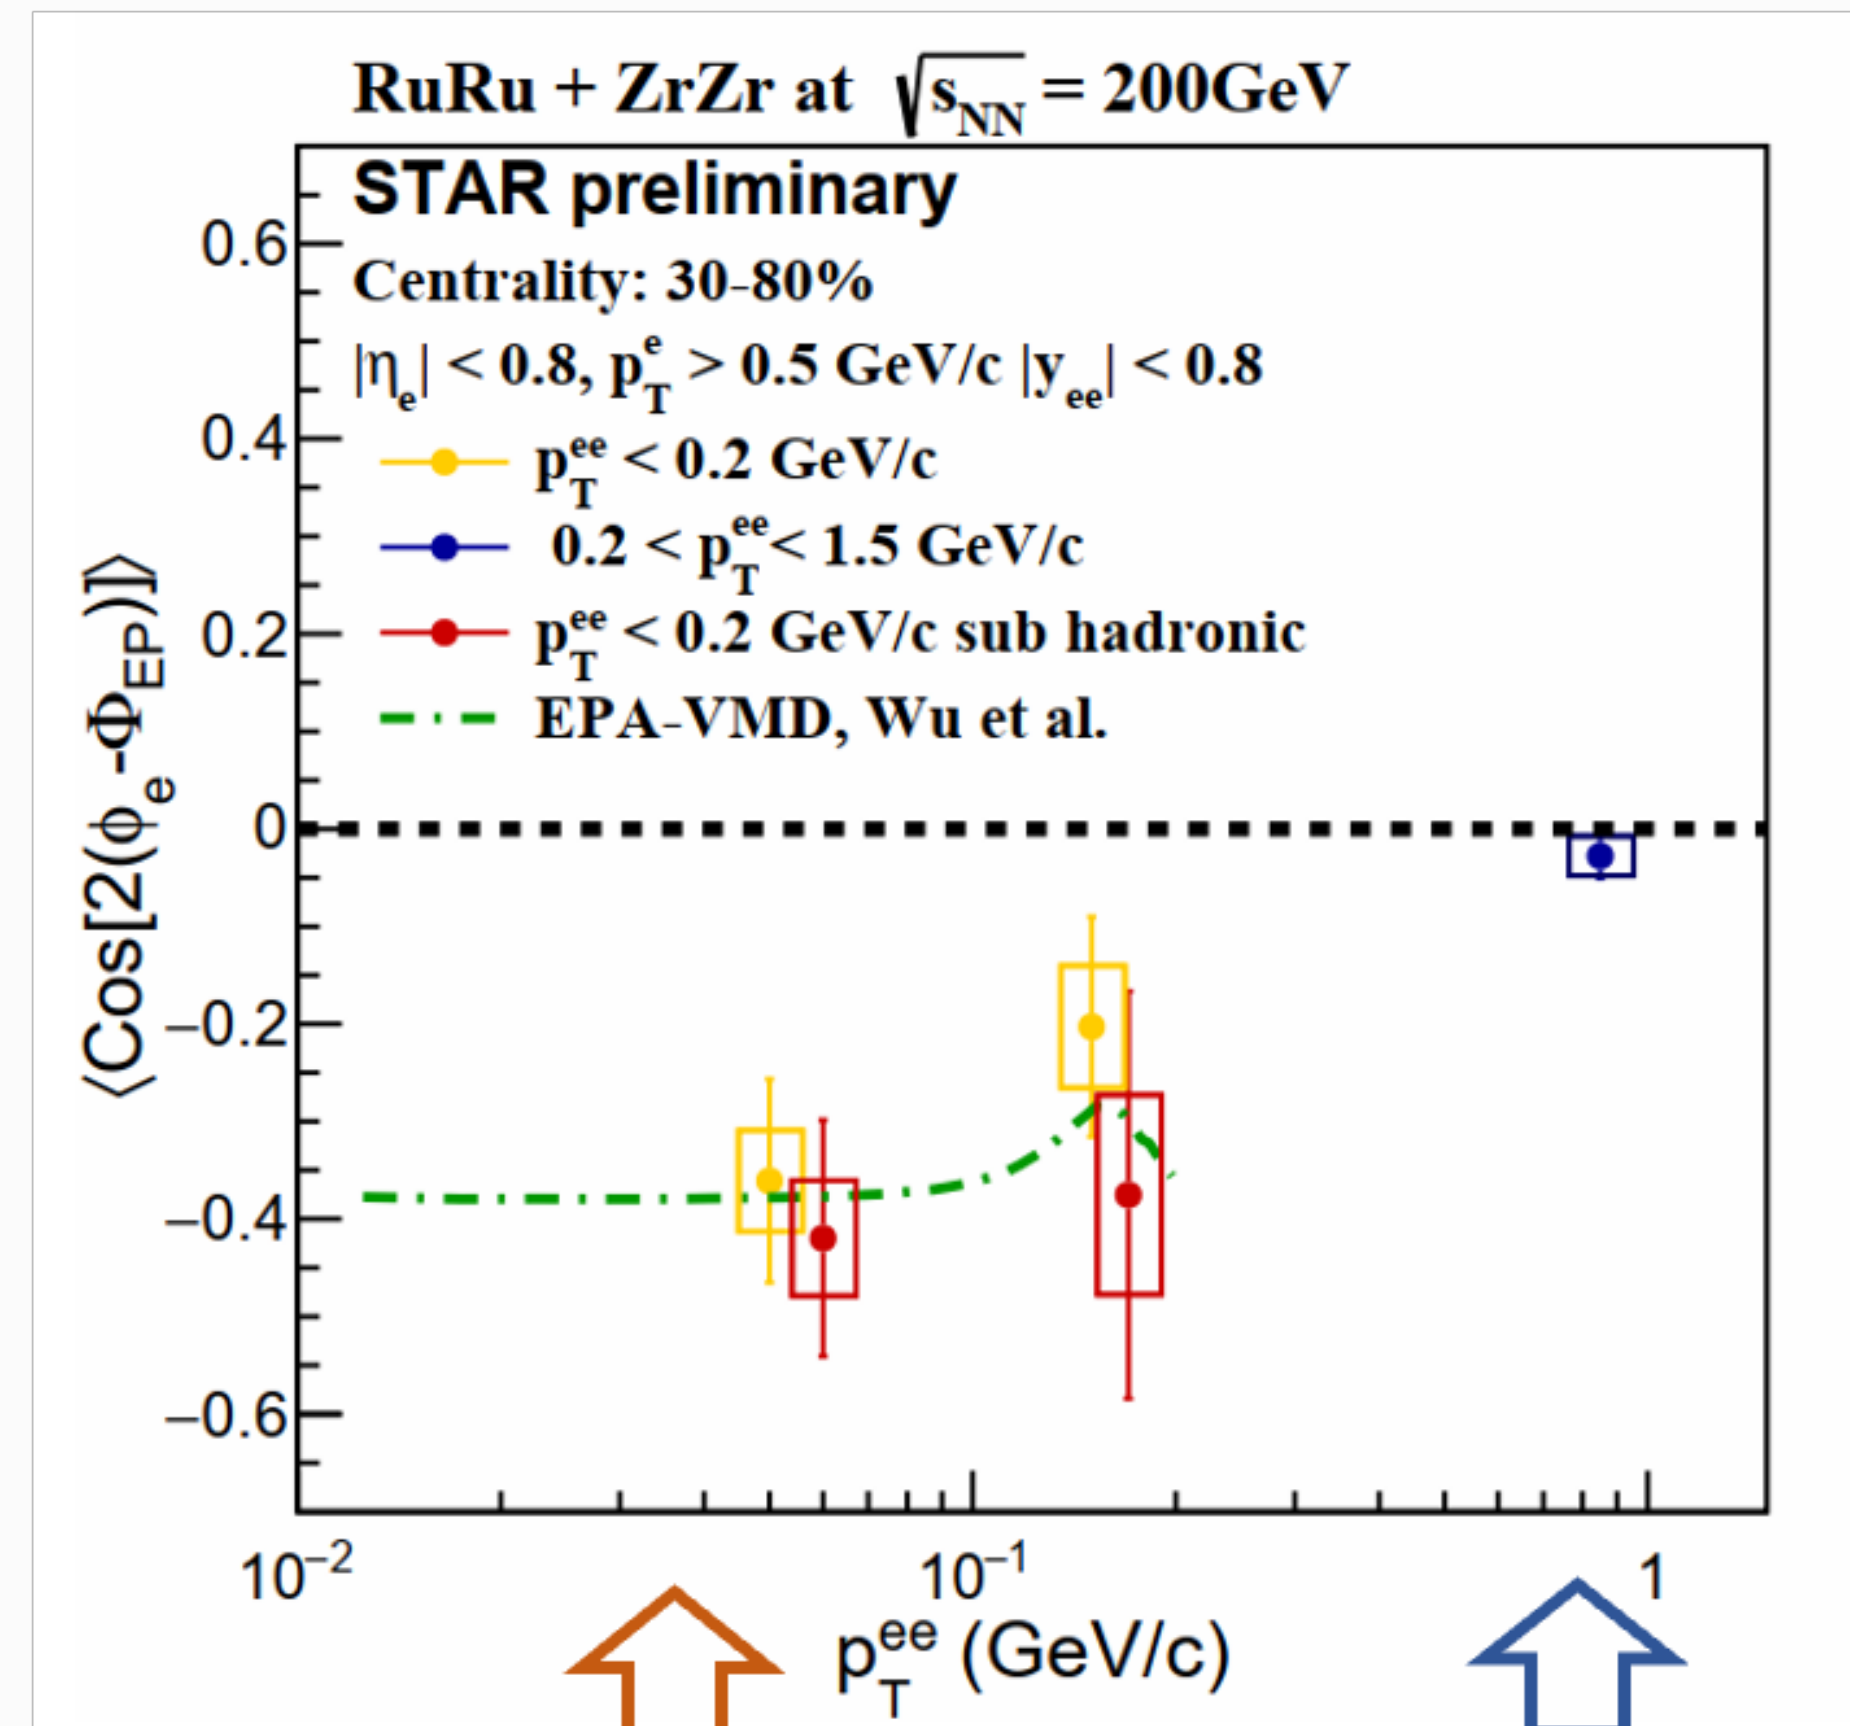 RuRu + ZrZr at √s_NN = 200GeV
STAR preliminary
Centrality: 30-80%
|η_e| < 0.8, p_T^e > 0.5 GeV/c |y_ee| < 0.8
p_T^ee < 0.2 GeV/c
0.2 < p_T^ee < 1.5 GeV/c
p_T^ee < 0.2 GeV/c sub hadronic
EPA-VMD, Wu et al.
⟨Cos[2(ϕ_e-Φ_EP)]⟩
0.6
0.4
0.2
0
−0.2
−0.4
−0.6
10^−2
10^−1
1
p_T^ee (GeV/c)